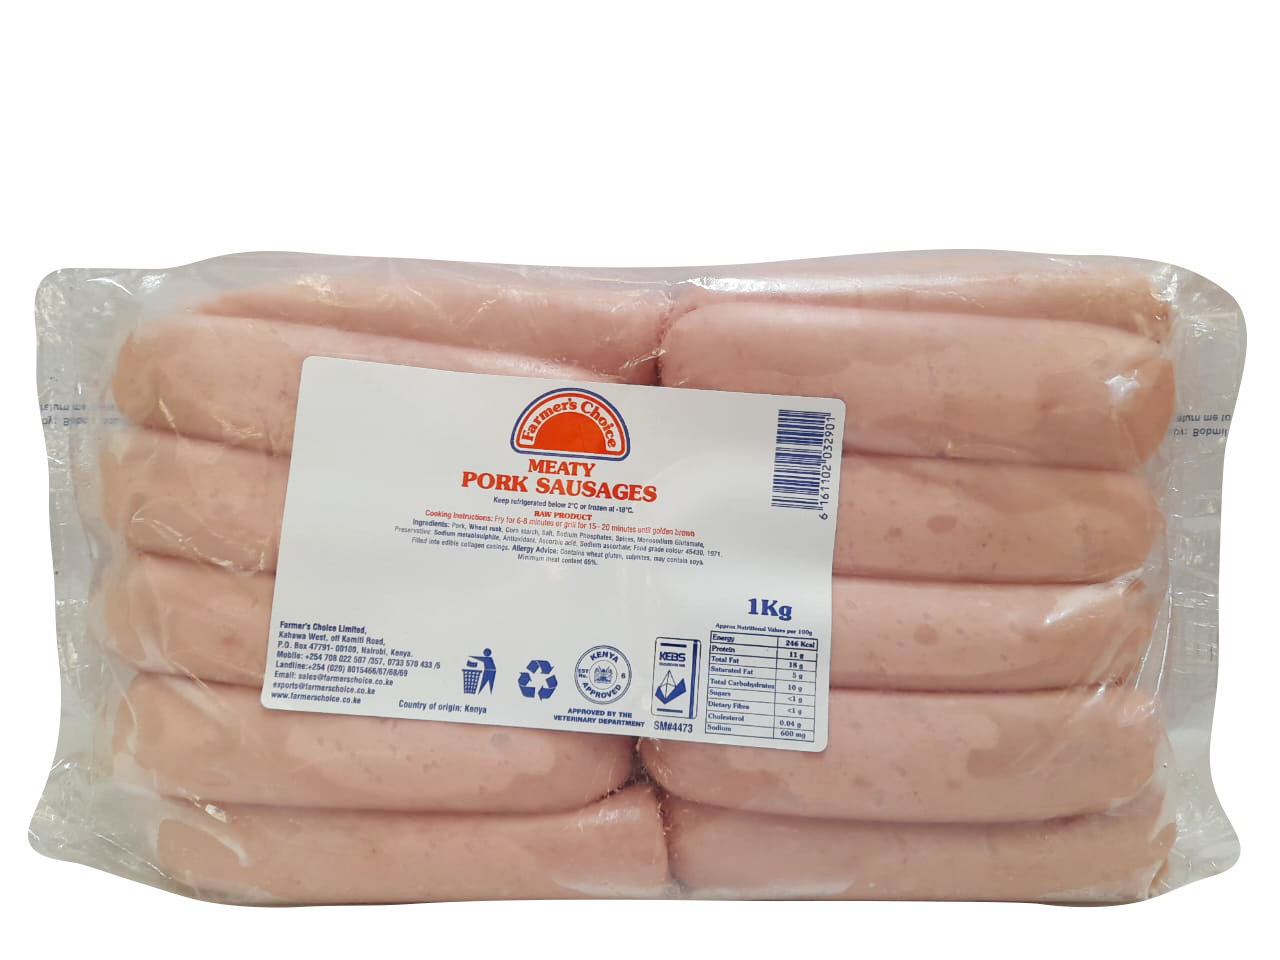 Farmer's Choice
MEATY
PORK SAUSAGES
Keep refrigerated below 2°C or frozen at -18°C.
RAW PRODUCT
Cooking Instructions: Fry for 6-8 minutes or grill for 15- 20 minutes until golden brown
Ingredients: Pork, Wheat rusk, Corn starch, Salt, Sodium Phosphates, Spices, Monosodium Glutamate,
Preservative: Sodium metabisulphite, Antioxidant: Ascorbic acid, Sodium ascorbate; Food grade colour 45430, 1971.
Filled into edible collagen casings. Allergy Advice: Contains wheat gluten, sulphites, may contain soya.
Minimum meat content 65%.
6 161102 032901
1Kg
Approx Nutritional Values per 100g
Energy 246 Kcal
Protein 11 g
Total Fat 18 g
Saturated Fat 5 g
Total Carbohydrates 10 g
Sugars <1 g
Dietary Fibre <1 g
Cholesterol 0.04 g
Sodium 600 mg
Farmer's Choice Limited,
Kahawa West, off Kamiti Road,
P.O. Box 47791- 00100, Nairobi, Kenya.
Mobile: +254 708 022 507 /357, 0733 570 433 /5
Landline:+254 (020) 8015466/67/68/69
Email: sales@farmerschoice.co.ke
exports@farmerschoice.co.ke
www.farmerschoice.co.ke
Country of origin: Kenya
KENYA
EST No. 6
APPROVED
APPROVED BY THE
VETERINARY DEPARTMENT
KEBS
SM#4473